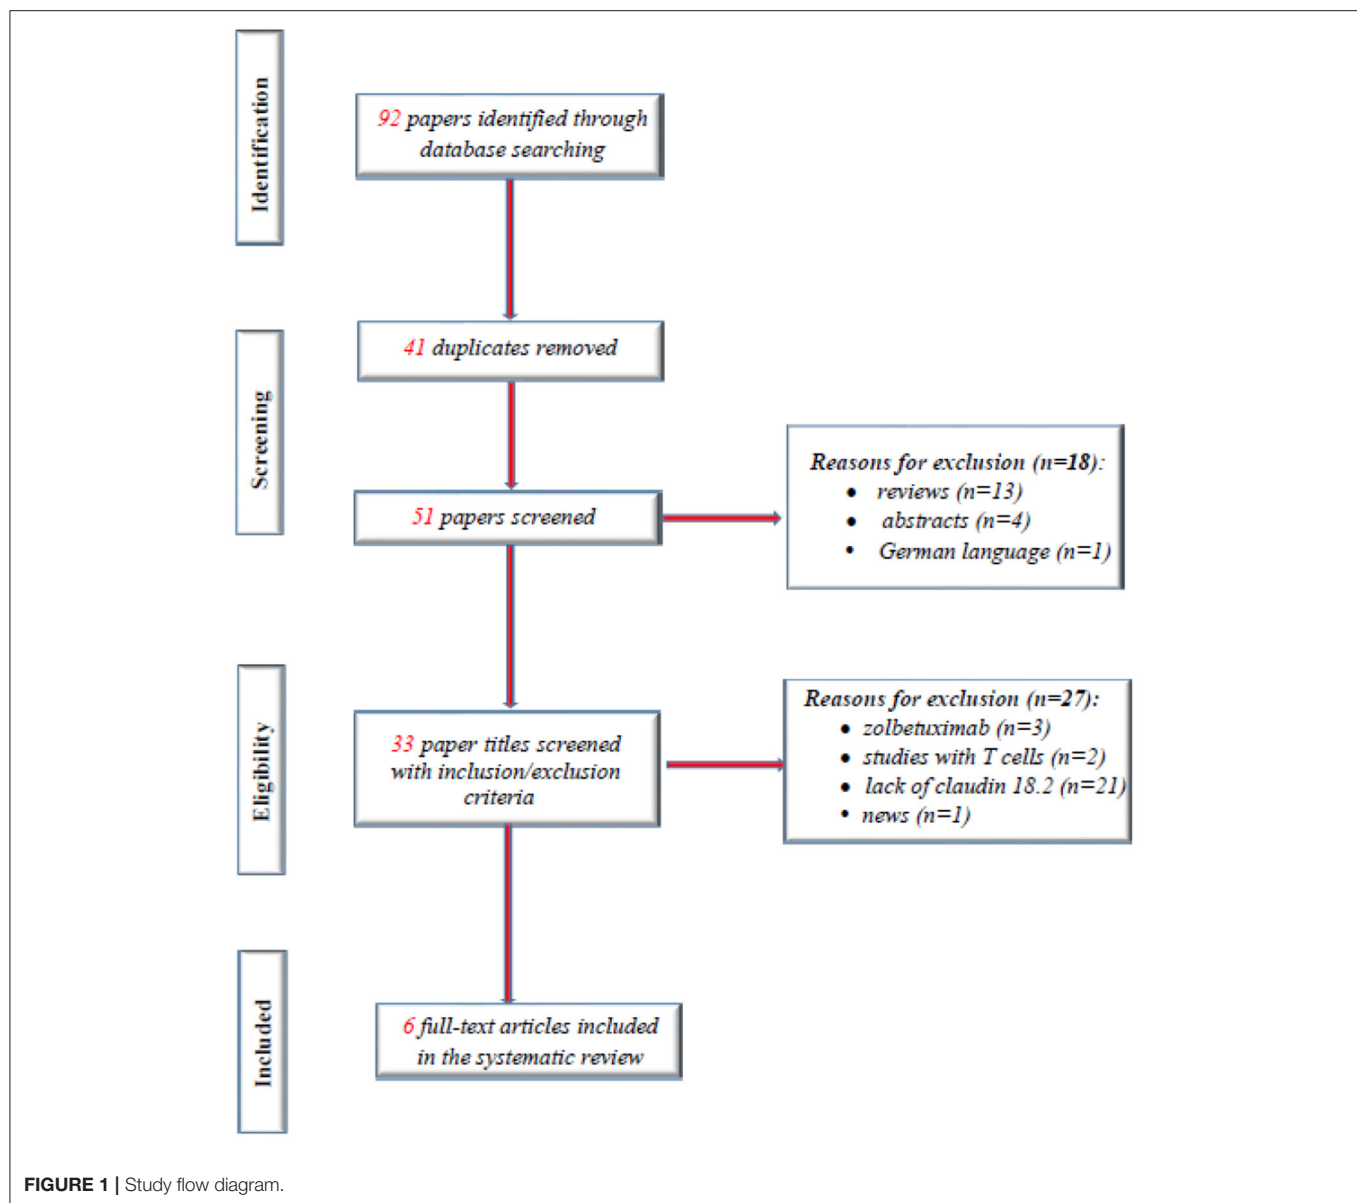 Identification
92 papers identified through
database searching
Screening
41 duplicates removed
51 papers screened
Reasons for exclusion (n=18):
• reviews (n=13)
• abstracts (n=4)
• German language (n=1)
Eligibility
33 paper titles screened
with inclusion/exclusion
criteria
Reasons for exclusion (n=27):
• zolbetuximab (n=3)
• studies with T cells (n=2)
• lack of claudin 18.2 (n=21)
• news (n=1)
Included
6 full-text articles included
in the systematic review
FIGURE 1 | Study flow diagram.